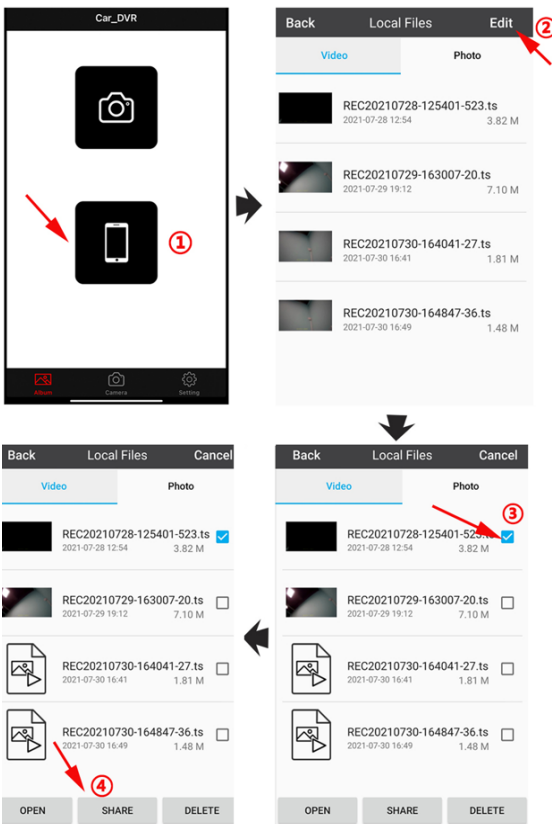 Car_DVR
①
Album
Camera
Setting
Back Local Files Edit
②
Video Photo
REC20210728-125401-523.ts
2021-07-28 12:54 3.82 M
REC20210729-163007-20.ts
2021-07-29 19:12 7.10 M
REC20210730-164041-27.ts
2021-07-30 16:41 1.81 M
REC20210730-164847-36.ts
2021-07-30 16:49 1.48 M
Back Local Files Cancel
Video Photo
③
REC20210728-125401-523.ts
2021-07-28 12:54 3.82 M
REC20210729-163007-20.ts
2021-07-29 19:12 7.10 M
REC20210730-164041-27.ts
2021-07-30 16:41 1.81 M
REC20210730-164847-36.ts
2021-07-30 16:49 1.48 M
OPEN SHARE DELETE
Back Local Files Cancel
Video Photo
REC20210728-125401-523.ts
2021-07-28 12:54 3.82 M
REC20210729-163007-20.ts
2021-07-29 19:12 7.10 M
REC20210730-164041-27.ts
2021-07-30 16:41 1.81 M
REC20210730-164847-36.ts
2021-07-30 16:49 1.48 M
④
OPEN SHARE DELETE